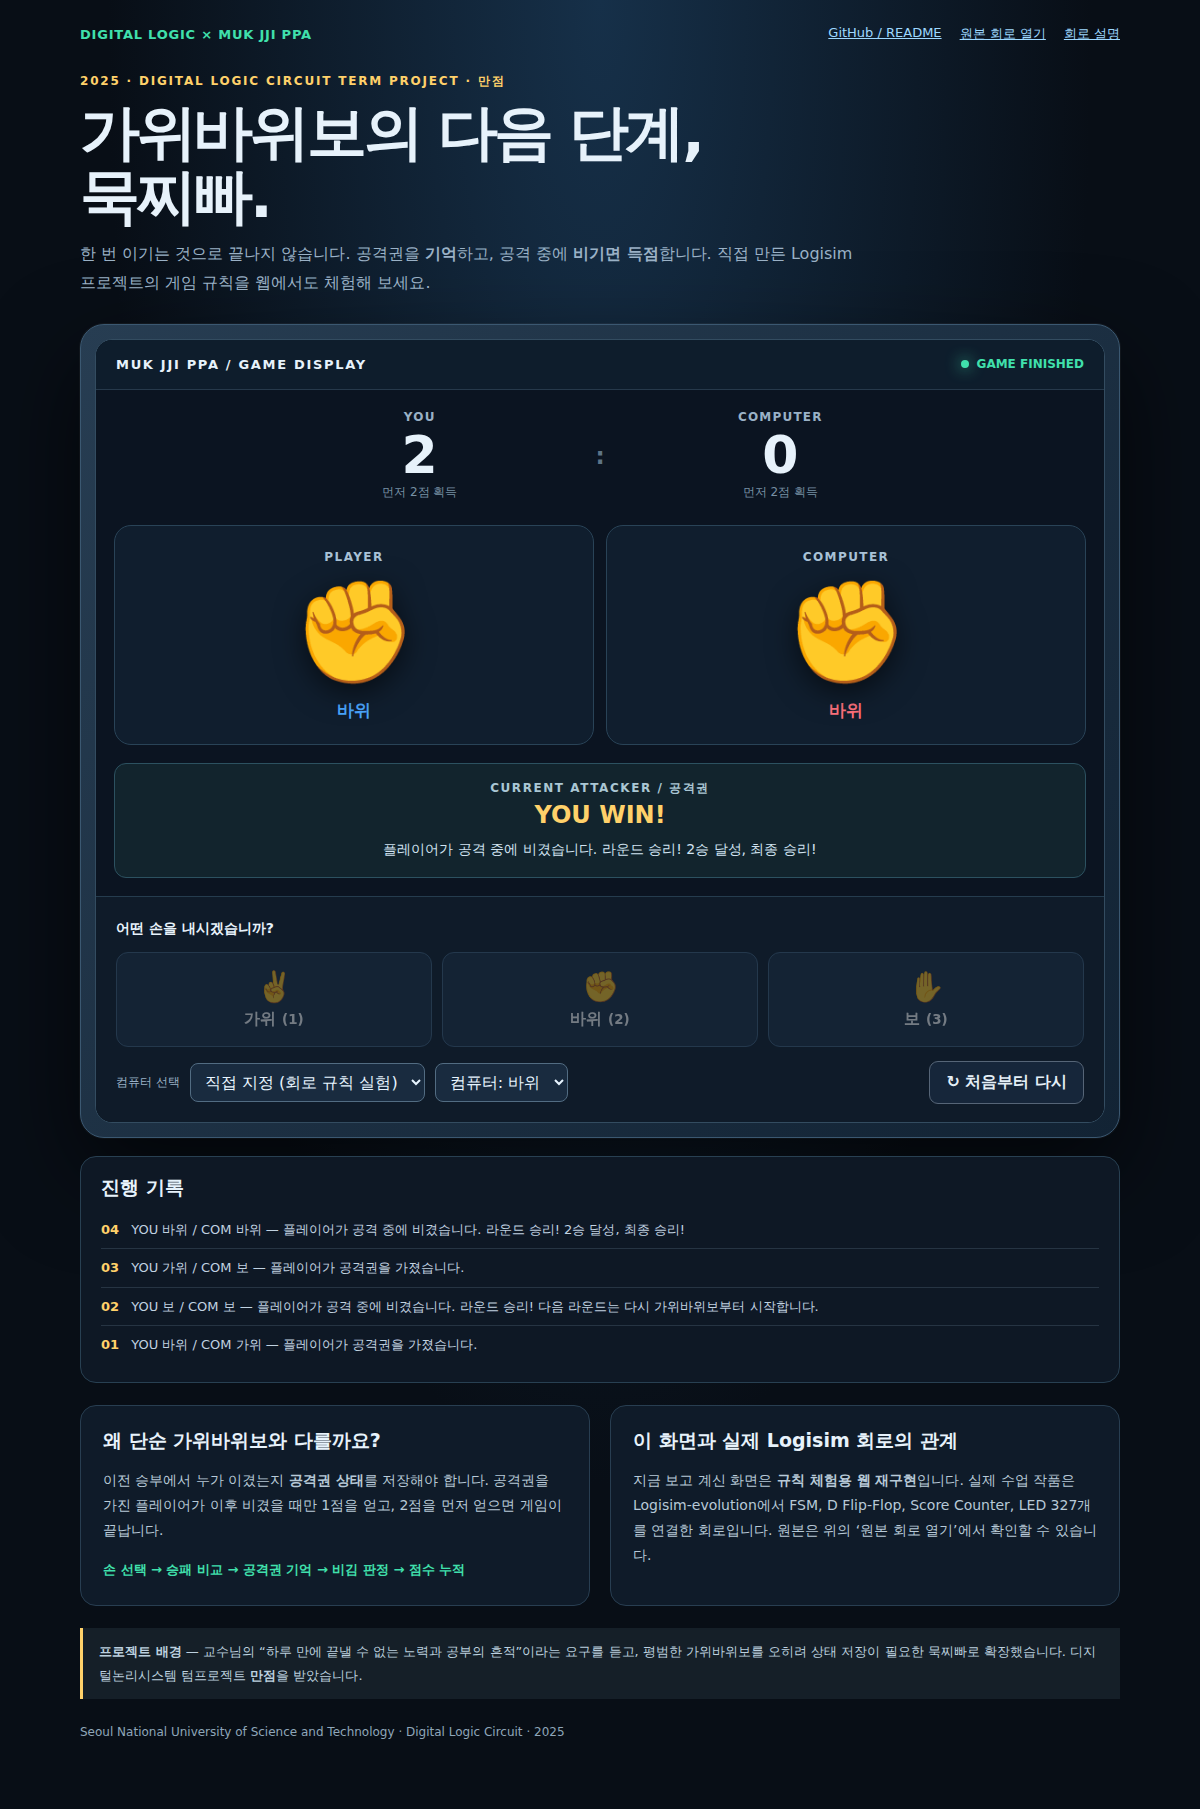 DIGITAL LOGIC × MUK JJI PPA
GitHub / README
원본 회로 열기
회로 설명
2025 · DIGITAL LOGIC CIRCUIT TERM PROJECT · 만점
가위바위보의 다음 단계,
묵찌빠.
한 번 이기는 것으로 끝나지 않습니다. 공격권을 기억하고, 공격 중에 비기면 득점합니다. 직접 만든 Logisim
프로젝트의 게임 규칙을 웹에서도 체험해 보세요.
MUK JJI PPA / GAME DISPLAY
GAME FINISHED
YOU
2
먼저 2점 획득
:
COMPUTER
0
먼저 2점 획득
PLAYER
바위
COMPUTER
바위
CURRENT ATTACKER / 공격권
YOU WIN!
플레이어가 공격 중에 비겼습니다. 라운드 승리! 2승 달성, 최종 승리!
어떤 손을 내시겠습니까?
가위 (1)
바위 (2)
보 (3)
컴퓨터 선택
직접 지정 (회로 규칙 실험)
컴퓨터: 바위
↻ 처음부터 다시
진행 기록
04 YOU 바위 / COM 바위 — 플레이어가 공격 중에 비겼습니다. 라운드 승리! 2승 달성, 최종 승리!
03 YOU 가위 / COM 보 — 플레이어가 공격권을 가졌습니다.
02 YOU 보 / COM 보 — 플레이어가 공격 중에 비겼습니다. 라운드 승리! 다음 라운드는 다시 가위바위보부터 시작합니다.
01 YOU 바위 / COM 가위 — 플레이어가 공격권을 가졌습니다.
왜 단순 가위바위보와 다를까요?
이전 승부에서 누가 이겼는지 공격권 상태를 저장해야 합니다. 공격권을
가진 플레이어가 이후 비겼을 때만 1점을 얻고, 2점을 먼저 얻으면 게임이
끝납니다.
손 선택 → 승패 비교 → 공격권 기억 → 비김 판정 → 점수 누적
이 화면과 실제 Logisim 회로의 관계
지금 보고 계신 화면은 규칙 체험용 웹 재구현입니다. 실제 수업 작품은
Logisim-evolution에서 FSM, D Flip-Flop, Score Counter, LED 327개
를 연결한 회로입니다. 원본은 위의 ‘원본 회로 열기’에서 확인할 수 있습니
다.
프로젝트 배경 — 교수님의 “하루 만에 끝낼 수 없는 노력과 공부의 흔적”이라는 요구를 듣고, 평범한 가위바위보를 오히려 상태 저장이 필요한 묵찌빠로 확장했습니다. 디지
털논리시스템 텀프로젝트 만점을 받았습니다.
Seoul National University of Science and Technology · Digital Logic Circuit · 2025